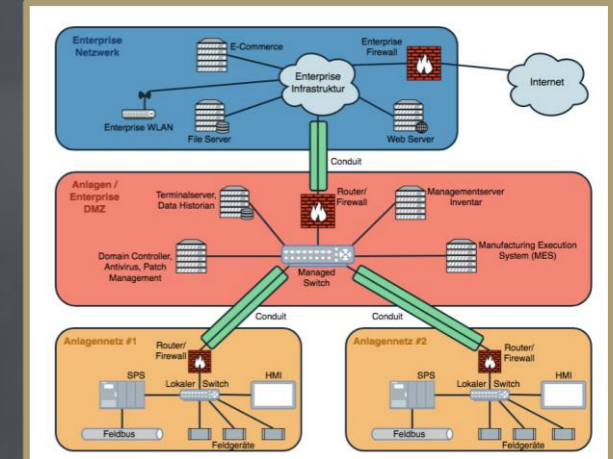 Enterprise
Netzwerk
E-Commerce
Enterprise
Firewall
Enterprise
Infrastruktur
Internet
Enterprise WLAN
File Server
Web Server
Conduit
Anlagen /
Enterprise
DMZ
Terminalserver,
Data Historian
Router/
Firewall
Managementserver
Inventar
Domain Controller,
Antivirus, Patch
Management
Managed
Switch
Manufacturing Execution
System (MES)
Conduit
Conduit
Anlagennetz #1
Router/
Firewall
SPS
Lokaler Switch
HMI
Feldbus
Feldgeräte
Anlagennetz #2
Router/
Firewall
SPS
Lokaler Switch
HMI
Feldbus
Feldgeräte